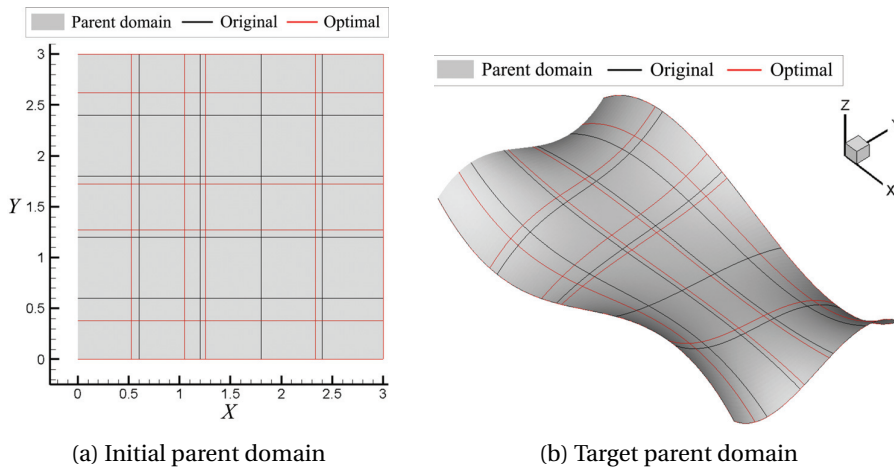 Parent domain Original Optimal
3
2.5
2
Y 1.5
1
0.5
0
0 0.5 1 1.5 2 2.5 3
X
(a) Initial parent domain
Parent domain Original Optimal
Z
Y
X
(b) Target parent domain